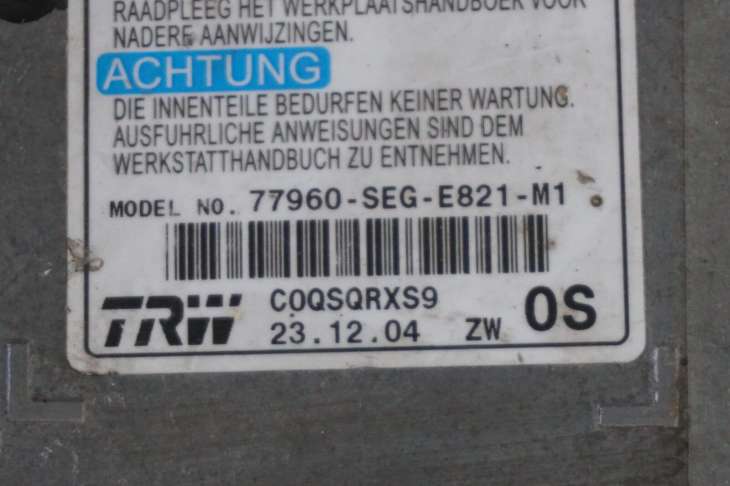 RAADPLEEG HET WERKPLAATSHANDBOEK VOOR
NADERE AANWIJZINGEN.
ACHTUNG
DIE INNENTEILE BEDURFEN KEINER WARTUNG.
AUSFUHRLICHE ANWEISUNGEN SIND DEM
WERKSTATTHANDBUCH ZU ENTNEHMEN.
MODEL NO. 77960-SEG-E821-M1
TRW C0QSQRXS9
23.12.04 ZW 0S